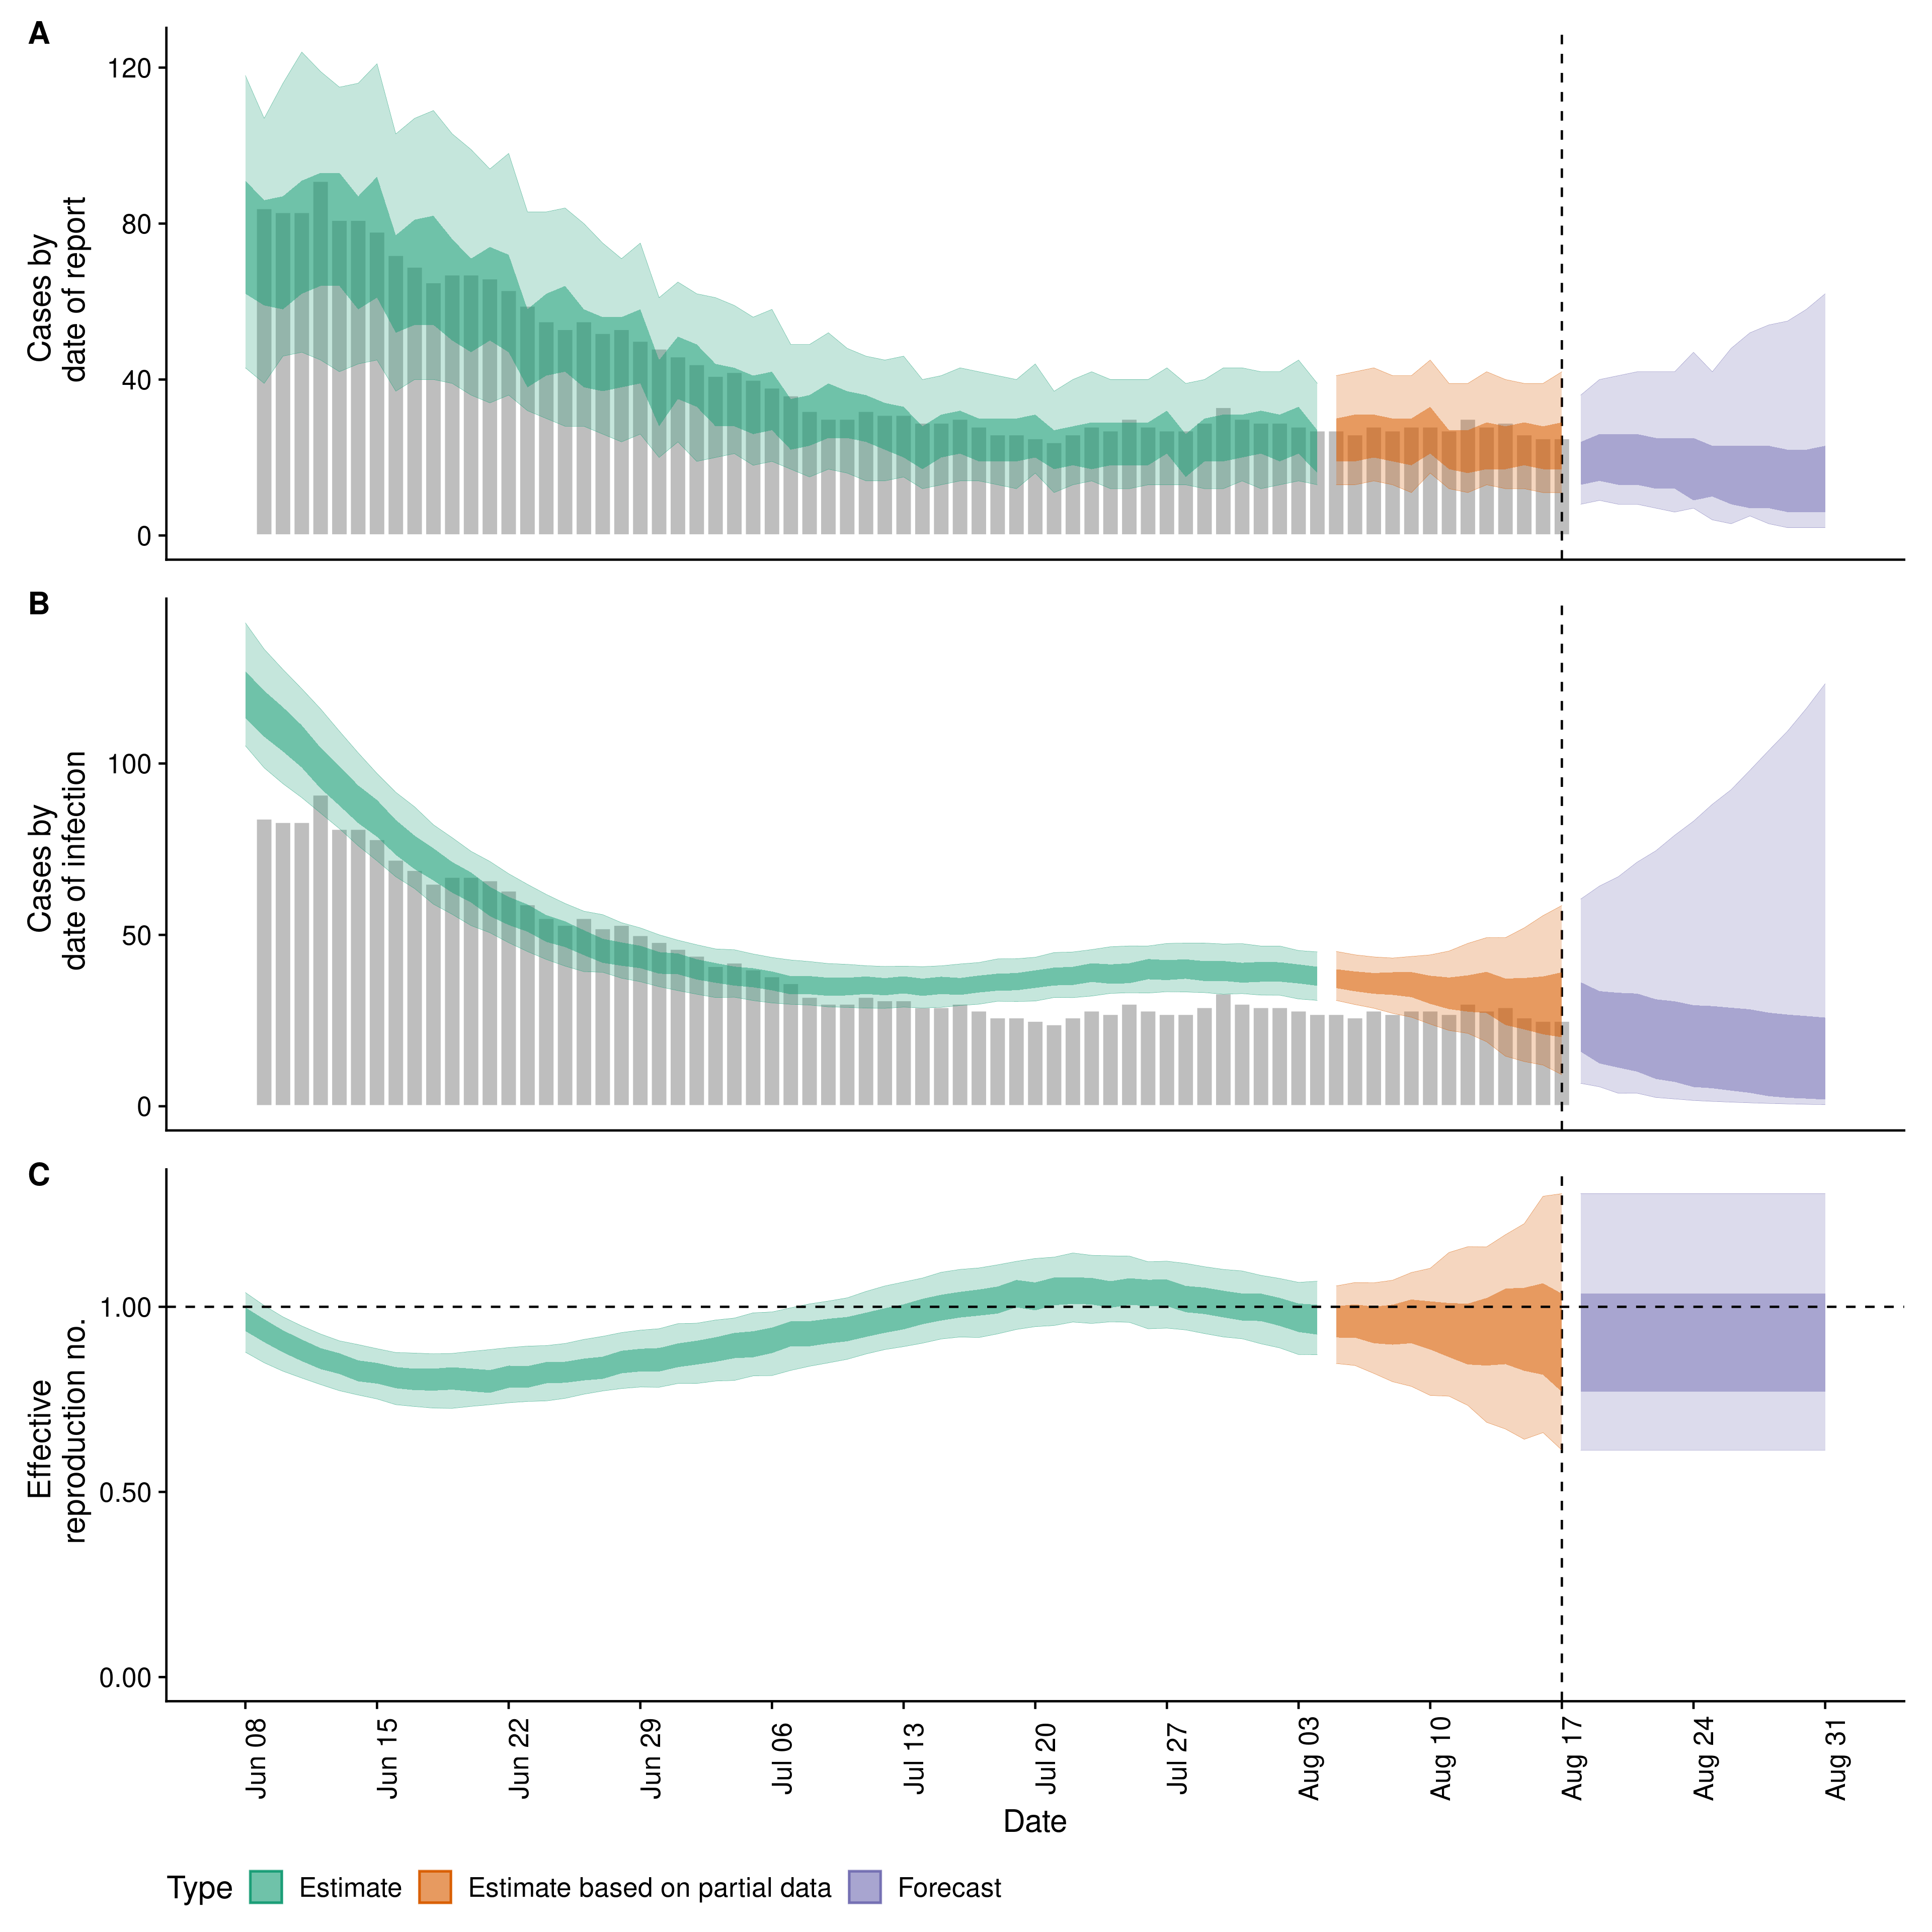 A
Cases by
date of report
120
80
40
0
B
Cases by
date of infection
100
50
0
C
Effective
reproduction no.
1.00
0.50
0.00
Jun 08
Jun 15
Jun 22
Jun 29
Jul 06
Jul 13
Jul 20
Jul 27
Aug 03
Aug 10
Aug 17
Aug 24
Aug 31
Date
Type Estimate Estimate based on partial data Forecast